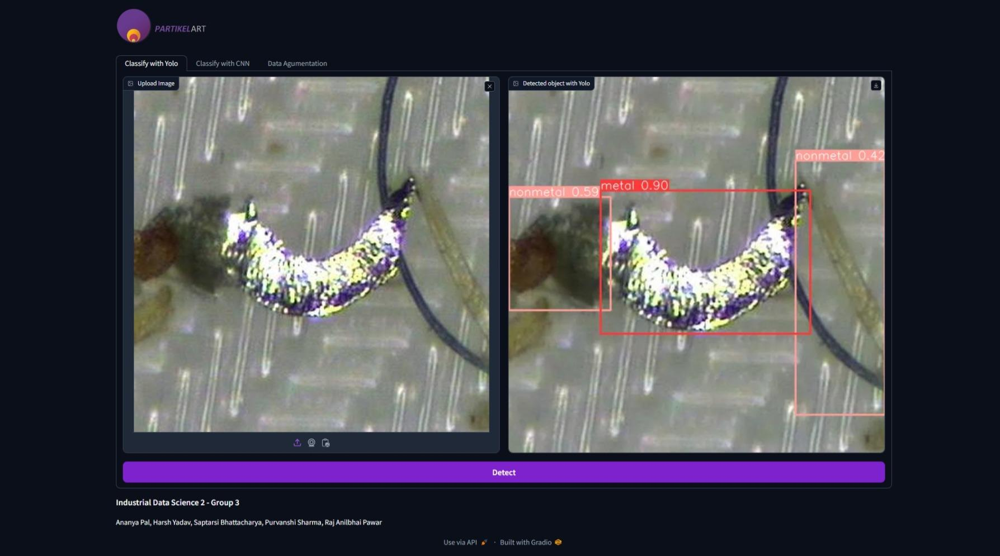 PARTIKELART
Classify with Yolo
Classify with CNN
Data Agumentation
Upload Image
Detected object with Yolo
nonmetal 0.42
metal 0.90
nonmetal 0.59
Detect
Industrial Data Science 2 - Group 3
Ananya Pal, Harsh Yadav, Saptarsi Bhattacharya, Purvanshi Sharma, Raj Anilbhai Pawar
Use via API · Built with Gradio